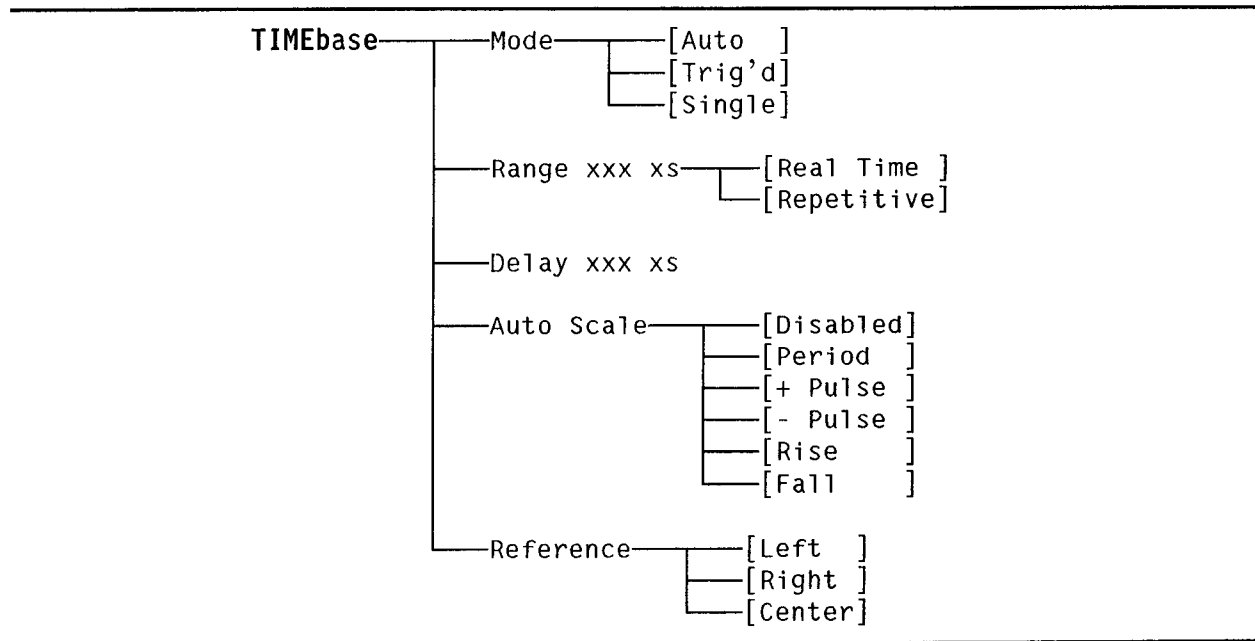 TIMEbase Mode [Auto ]
[Trig'd]
[Single]
Range xxx xs [Real Time ]
[Repetitive]
Delay xxx xs
Auto Scale [Disabled]
[Period ]
[+ Pulse ]
[- Pulse ]
[Rise ]
[Fall ]
Reference [Left ]
[Right ]
[Center]